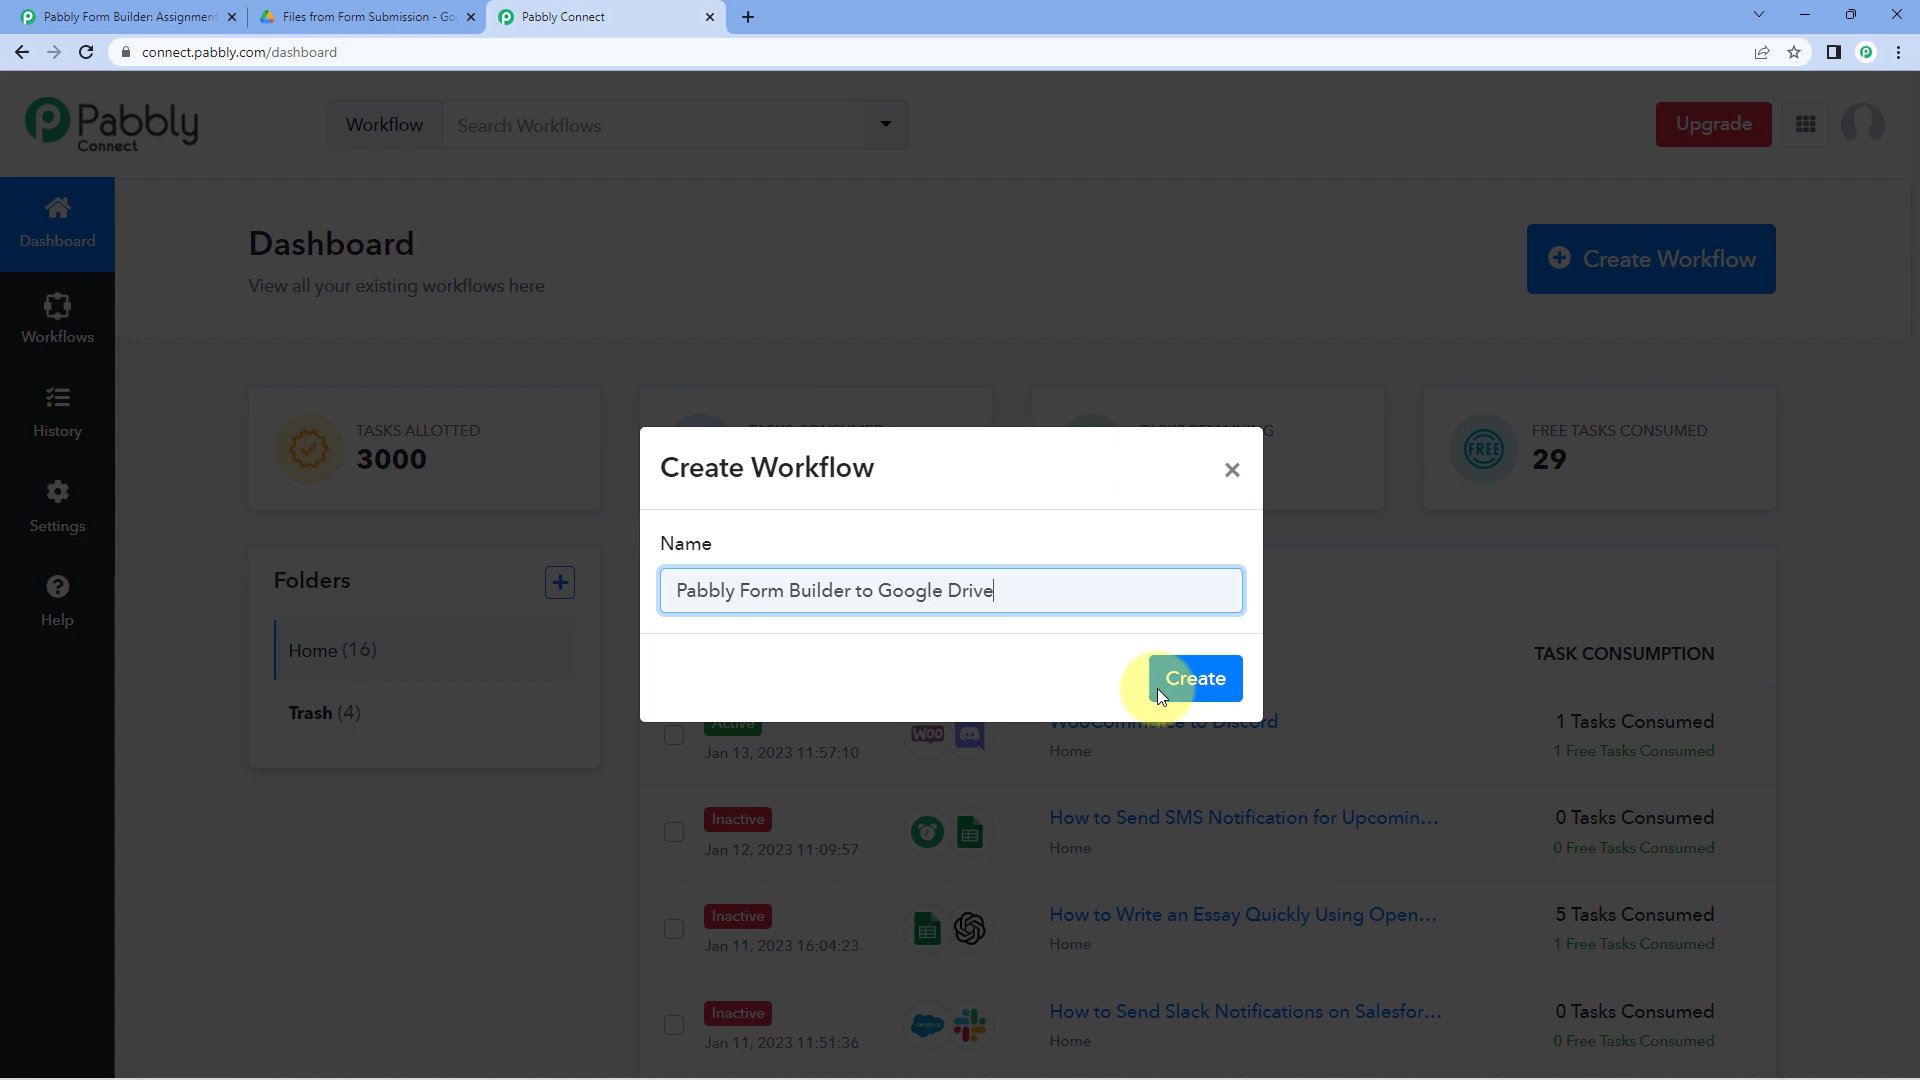 Pabbly Form Builder: Assignment
Files from Form Submission - Go
Pabbly Connect
connect.pabbly.com/dashboard
Pabbly
Connect
Workflow
Search Workflows
Upgrade
Dashboard
Workflows
History
Settings
Help
Dashboard
View all your existing workflows here
Create Workflow
TASKS ALLOTTED
3000
FREE TASKS CONSUMED
FREE
29
Create Workflow
Name
Pabbly Form Builder to Google Drive
Create
Folders
Home (16)
Trash (4)
TASK CONSUMPTION
Active
Jan 13, 2023 11:57:10
Woo
WooCommerce to Discord
Home
1 Tasks Consumed
1 Free Tasks Consumed
Inactive
Jan 12, 2023 11:09:57
How to Send SMS Notification for Upcomin...
Home
0 Tasks Consumed
0 Free Tasks Consumed
Inactive
Jan 11, 2023 16:04:23
How to Write an Essay Quickly Using Open...
Home
5 Tasks Consumed
1 Free Tasks Consumed
Inactive
Jan 11, 2023 11:51:36
salesforce
How to Send Slack Notifications on Salesfor...
Home
0 Tasks Consumed
0 Free Tasks Consumed